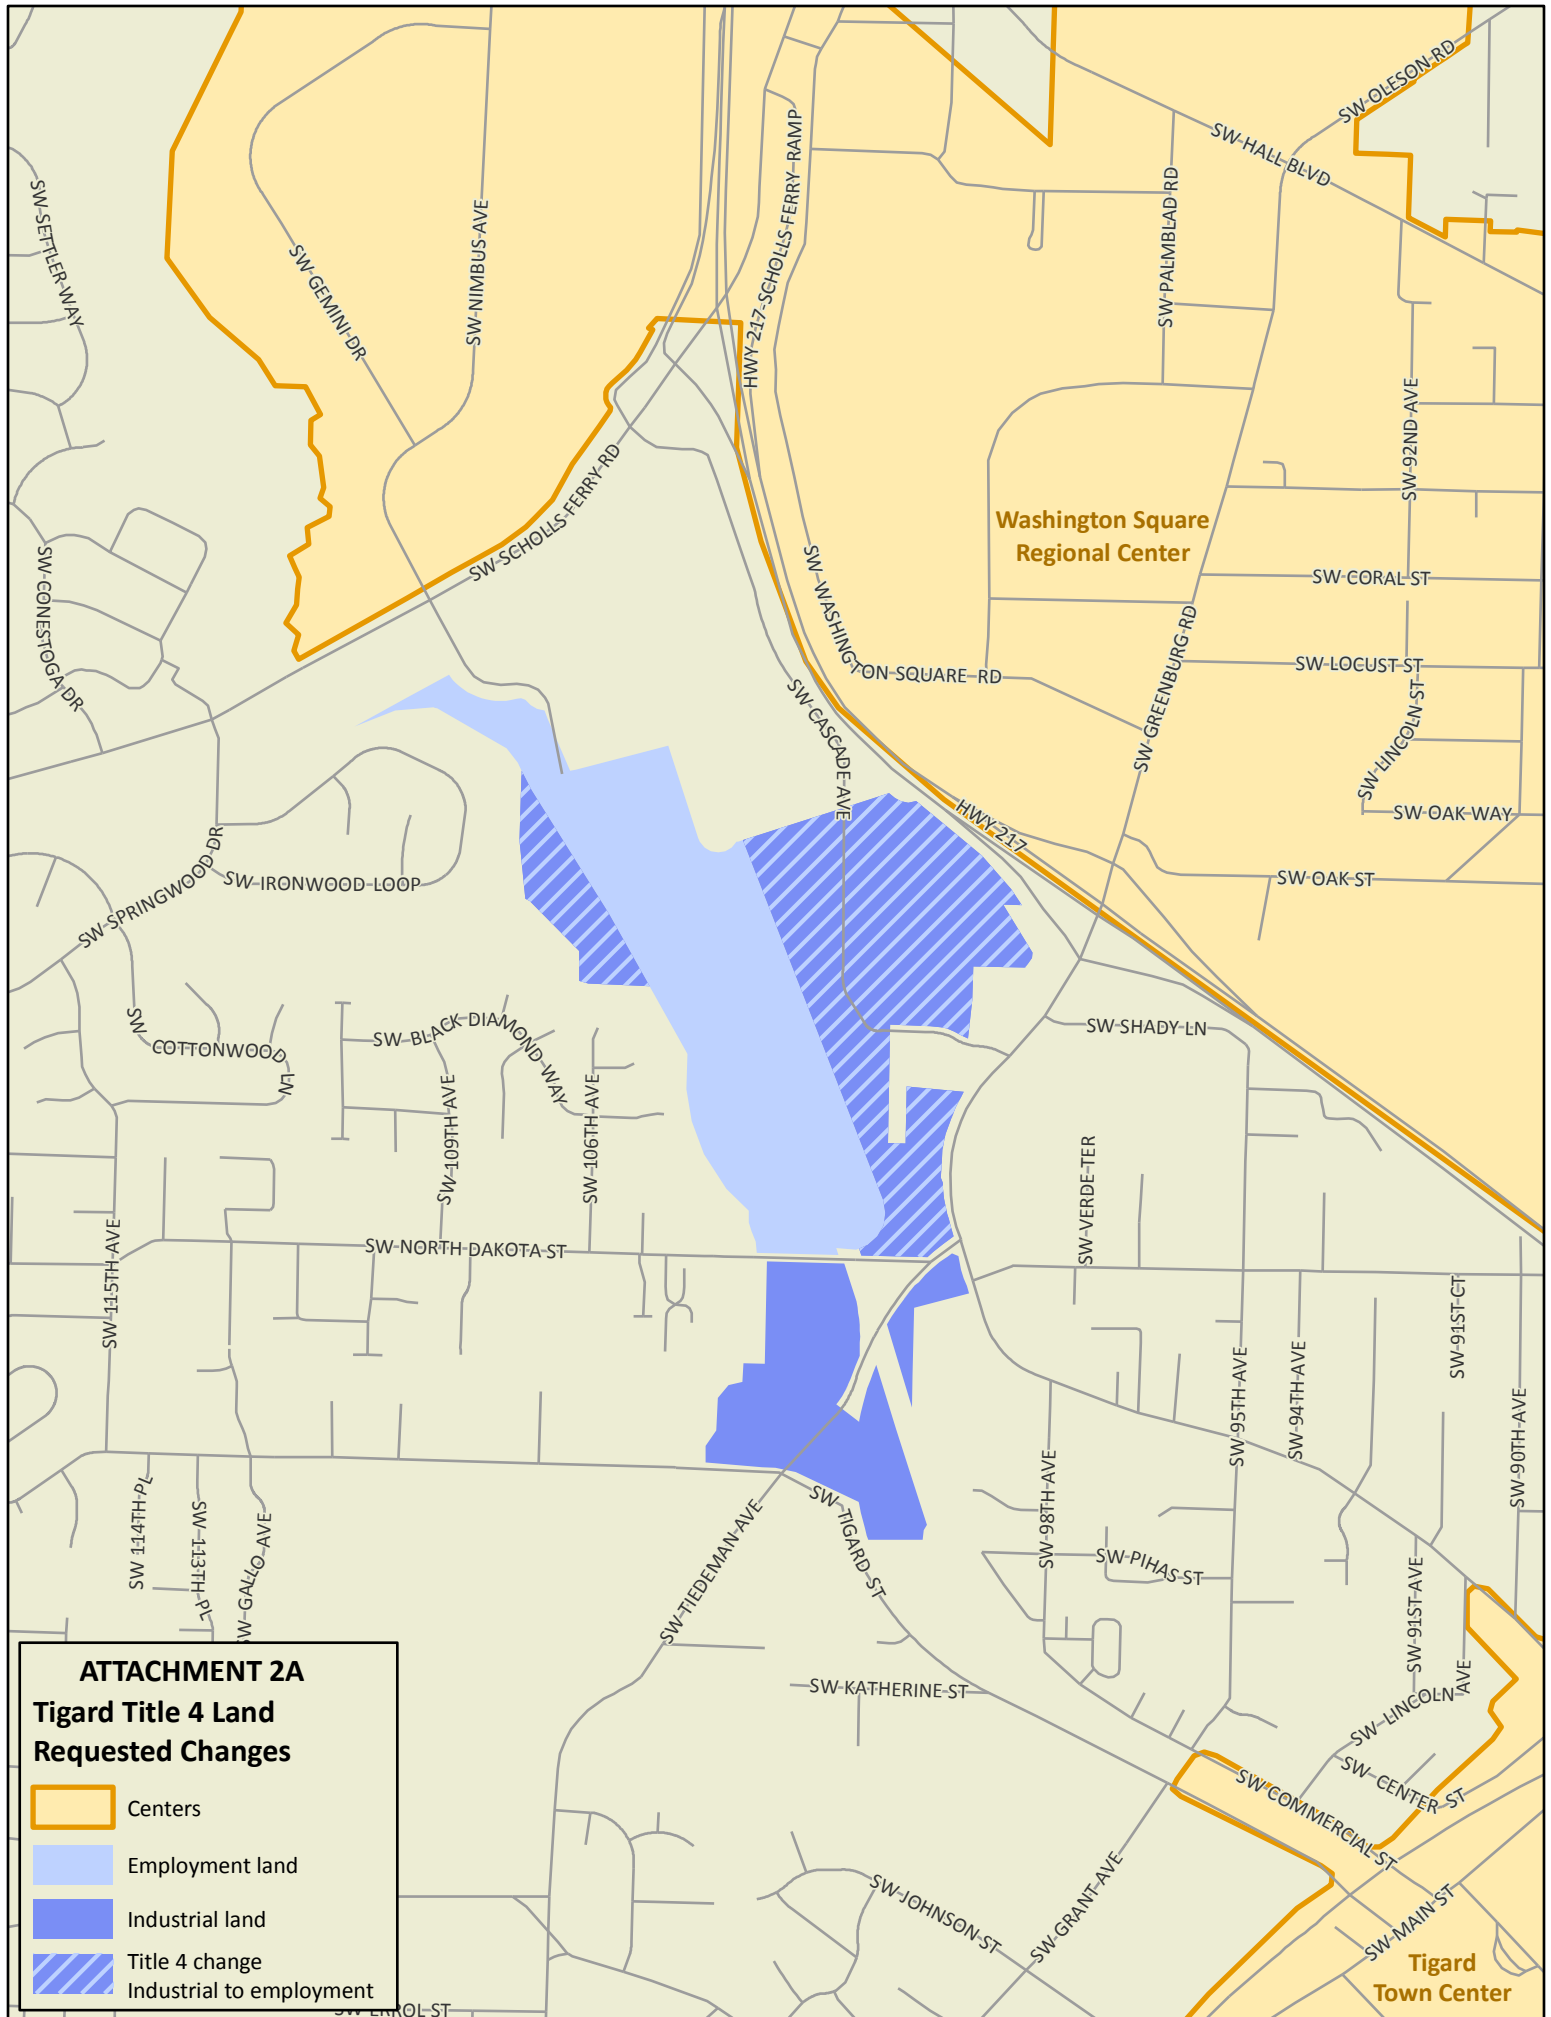 SW OLESON RD
SW HALL BLVD
HWY 217 SCHOLLS FERRY RAMP
SW PALMBLAD RD
SW SETTLER WAY
SW NIMBUS AVE
SW GEMINI DR
SW 92ND AVE
SW SCHOLLS FERRY RD
Washington Square
Regional Center
SW CONESTOGA DR
SW WASHINGTON SQUARE RD
SW CORAL ST
SW GREENBURG RD
SW LOCUST ST
SW LINCOLN ST
SW CASCADE AVE
SW OAK WAY
HWY 217
SW SPRINGWOOD DR
SW IRONWOOD LOOP
SW OAK ST
SW COTTONWOOD LN
SW BLACK DIAMOND WAY
SW SHADY LN
SW 109TH AVE
SW 106TH AVE
SW VERDE TER
SW 115TH AVE
SW NORTH DAKOTA ST
SW 91ST CT
SW 95TH AVE
SW 94TH AVE
SW 90TH AVE
SW 98TH AVE
SW 114TH PL
SW 113TH PL
SW GALLO AVE
SW TIEDEMAN AVE
SW TIGARD ST
SW PIHAS ST
SW 91ST AVE
SW KATHERINE ST
SW LINCOLN AVE
SW CENTER ST
SW COMMERCIAL ST
SW JOHNSON ST
SW GRANT AVE
SW MAIN ST
Tigard
Town Center
ATTACHMENT 2A
Tigard Title 4 Land
Requested Changes
Centers
Employment land
Industrial land
Title 4 change
Industrial to employment
SW ERROL ST